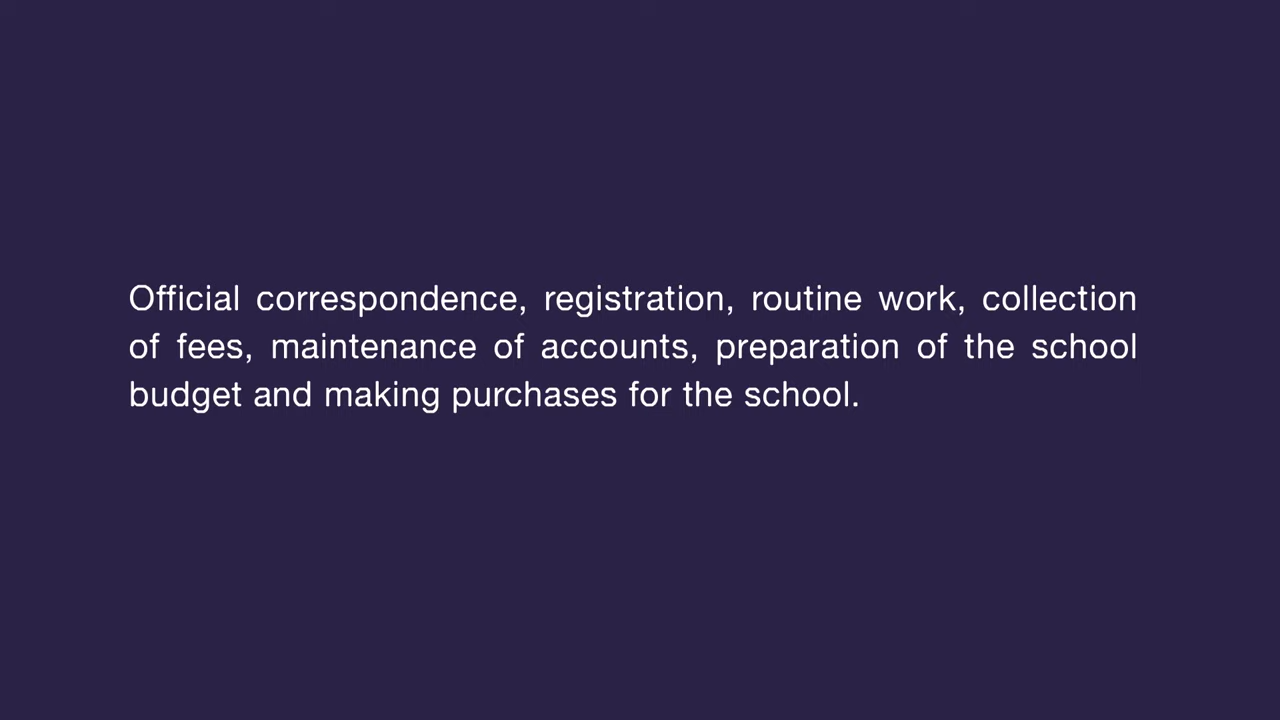 Official correspondence, registration, routine work, collection
of fees, maintenance of accounts, preparation of the school
budget and making purchases for the school.